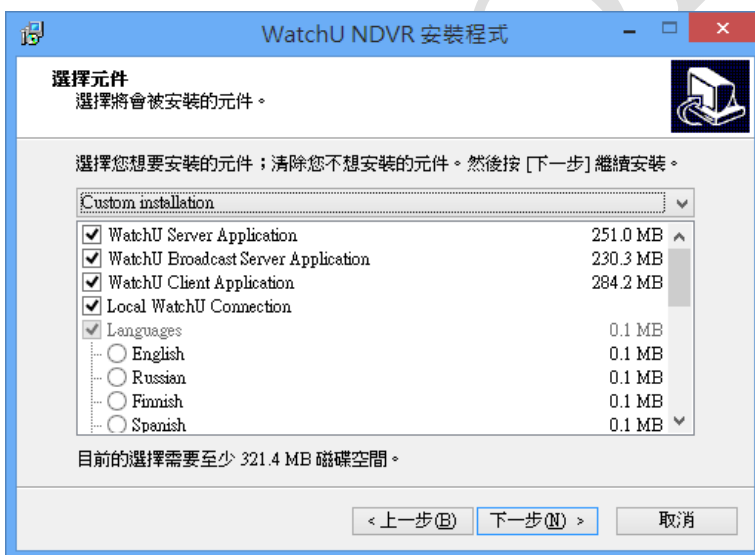 WatchU NDVR 安裝程式
選擇元件
選擇將會被安裝的元件。
選擇您想要安裝的元件；清除您不想安裝的元件。然後按 [下一步] 繼續安裝。
Custom installation
WatchU Server Application 251.0 MB
WatchU Broadcast Server Application 230.3 MB
WatchU Client Application 284.2 MB
Local WatchU Connection
Languages 0.1 MB
English 0.1 MB
Russian 0.1 MB
Finnish 0.1 MB
Spanish 0.1 MB
目前的選擇需要至少 321.4 MB 磁碟空間。
<上一步(B) 下一步(N) > 取消